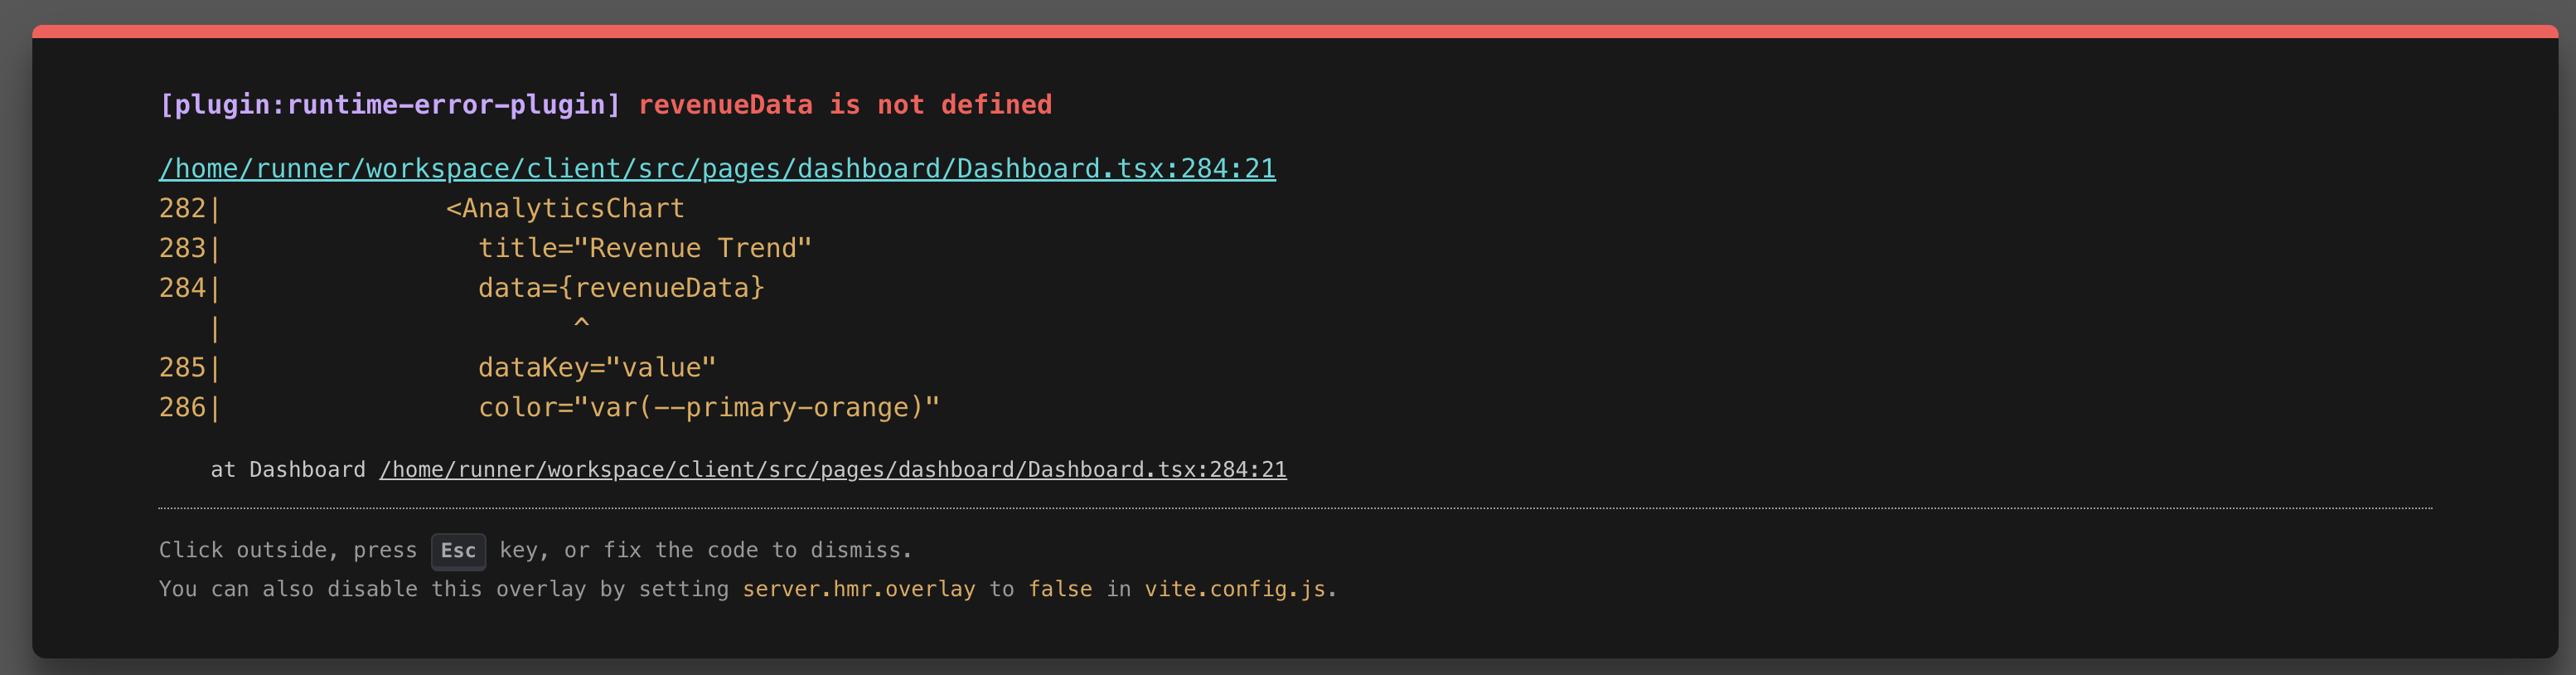 [plugin:runtime-error-plugin] revenueData is not defined
/home/runner/workspace/client/src/pages/dashboard/Dashboard.tsx:284:21
282|              <AnalyticsChart
283|                title="Revenue Trend"
284|                data={revenueData}
   |                      ^
285|                dataKey="value"
286|                color="var(--primary-orange)"
at Dashboard /home/runner/workspace/client/src/pages/dashboard/Dashboard.tsx:284:21
Click outside, press Esc key, or fix the code to dismiss.
You can also disable this overlay by setting server.hmr.overlay to false in vite.config.js.